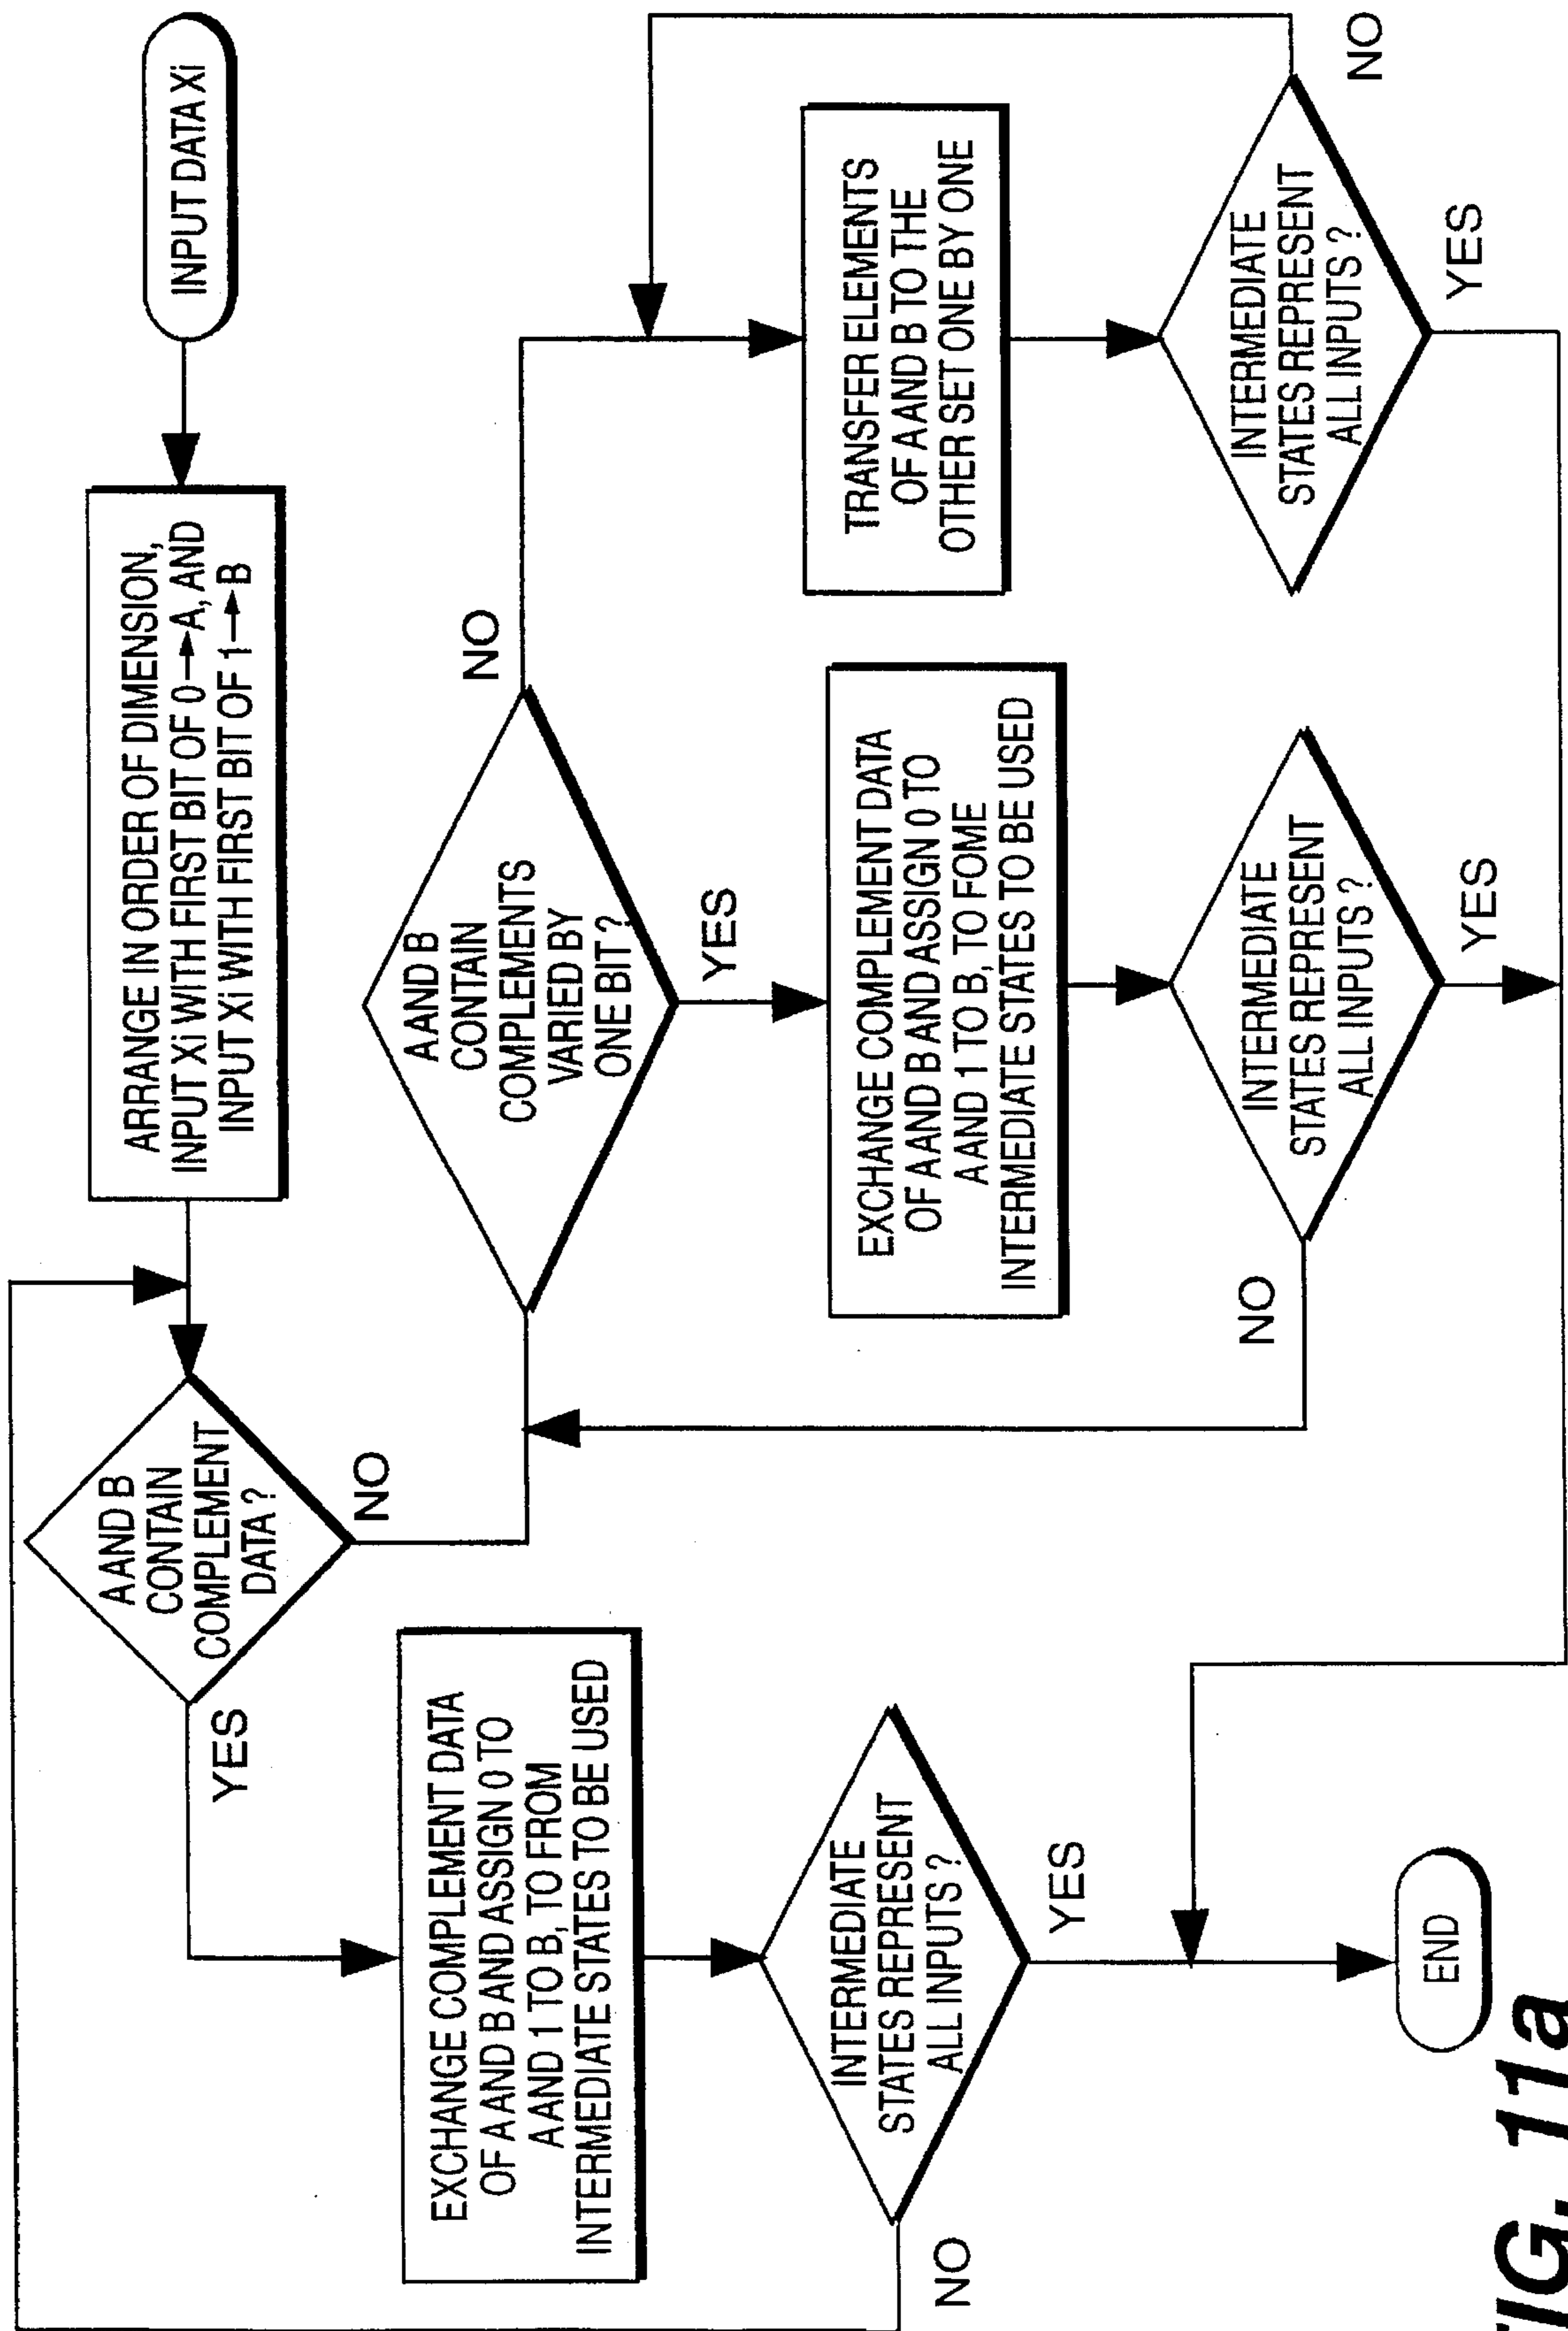 INPUT DATA Xi
ARRANGE IN ORDER OF DIMENSION,
INPUT Xi WITH FIRST BIT OF 0→A, AND
INPUT Xi WITH FIRST BIT OF 1→B
A AND B
CONTAIN
COMPLEMENT
DATA ?
YES
NO
EXCHANGE COMPLEMENT DATA
OF A AND B AND ASSIGN 0 TO
A AND 1 TO B, TO FROM
INTERMEDIATE STATES TO BE USED
INTERMEDIATE
STATES REPRESENT
ALL INPUTS ?
NO
YES
END
A AND B
CONTAIN
COMPLEMENTS
VARIED BY
ONE BIT ?
NO
YES
EXCHANGE COMPLEMENT DATA
OF A AND B AND ASSIGN 0 TO
A AND 1 TO B, TO FOME
INTERMEDIATE STATES TO BE USED
INTERMEDIATE
STATES REPRESENT
ALL INPUTS ?
NO
YES
TRANSFER ELEMENTS
OF A AND B TO THE
OTHER SET ONE BY ONE
INTERMEDIATE
STATES REPRESENT
ALL INPUTS ?
NO
YES
FIG. 11a